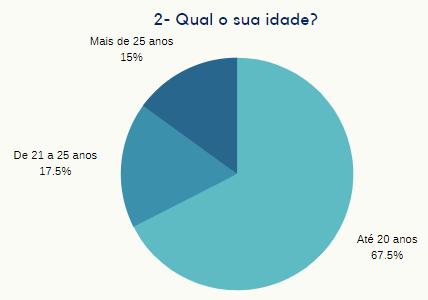 2- Qual o sua idade?
Mais de 25 anos
15%
De 21 a 25 anos
17.5%
Até 20 anos
67.5%